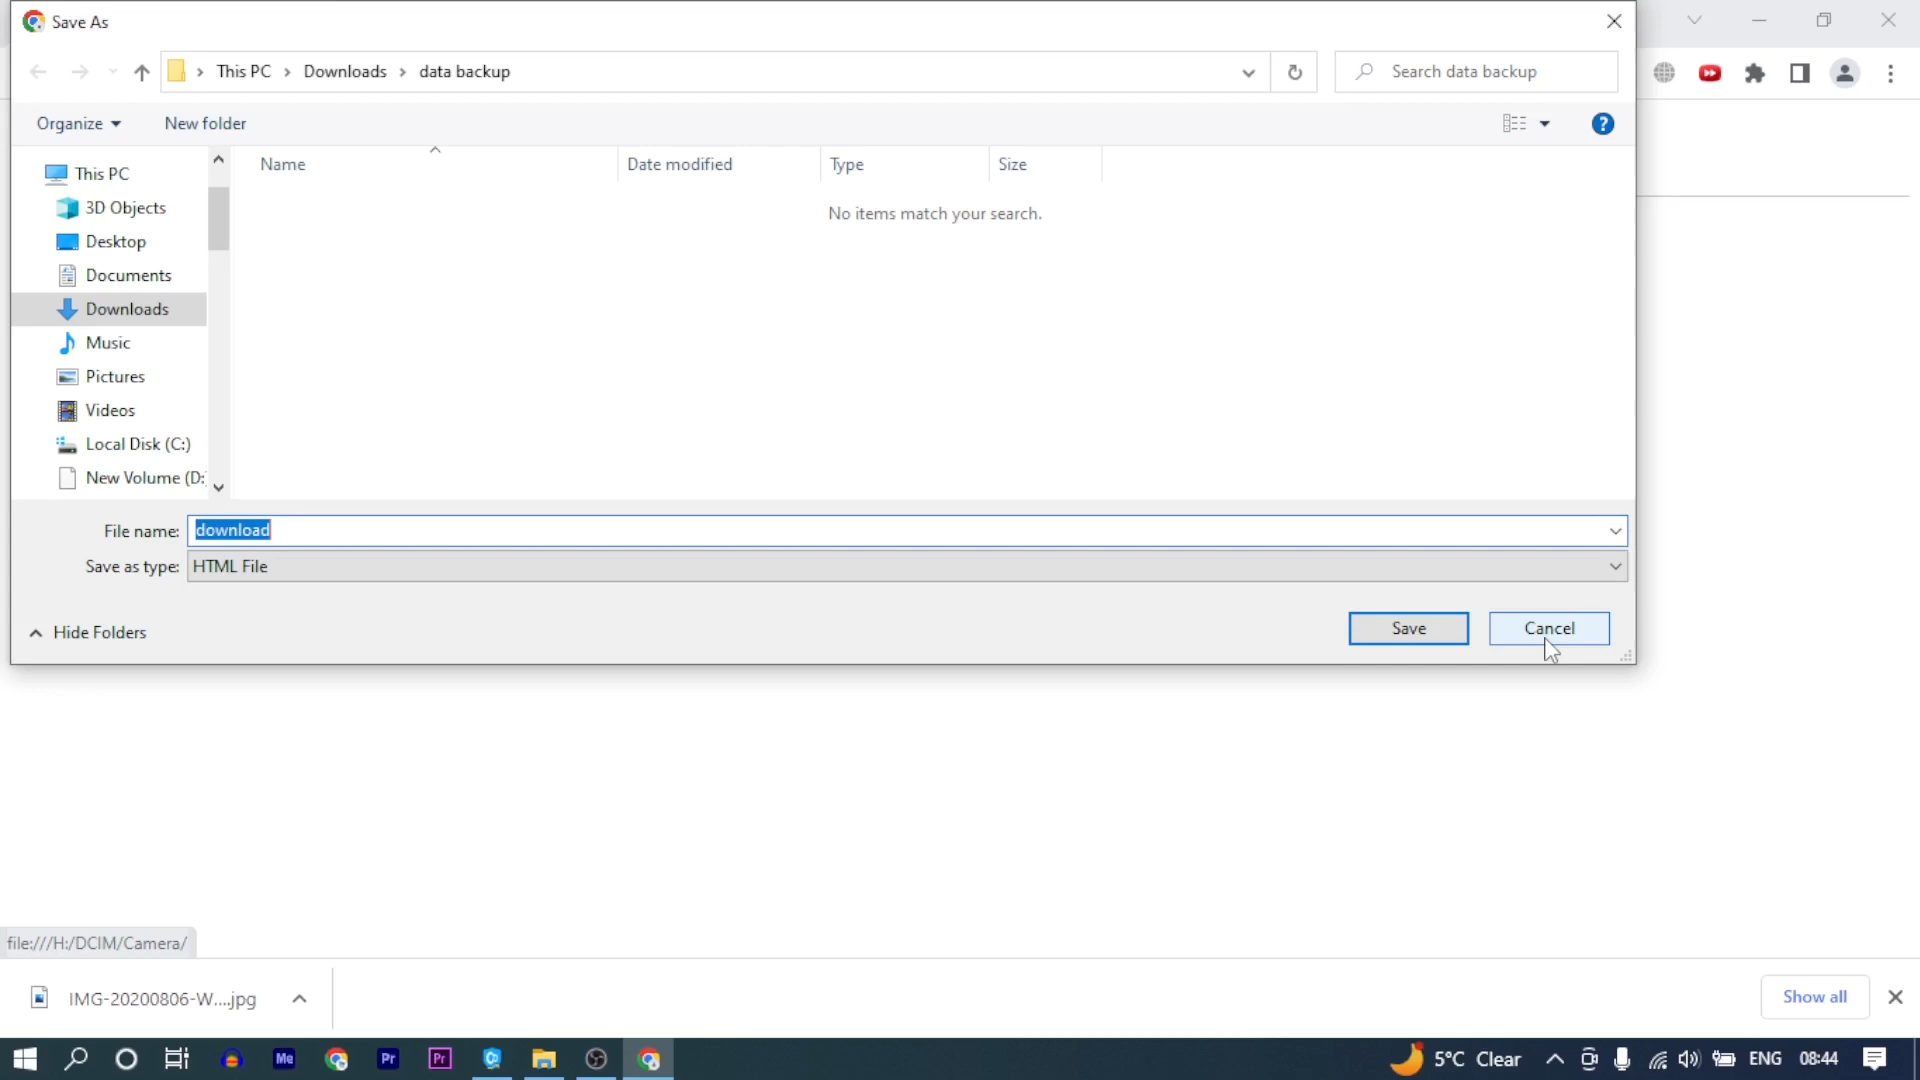 Save As
This PC Downloads data backup
Search data backup
Organize New folder
This PC
3D Objects
Desktop
Documents
Downloads
Music
Pictures
Videos
Local Disk (C:)
New Volume (D:
Name Date modified Type Size
No items match your search.
File name: download
Save as type: HTML File
Hide Folders
Save Cancel
file:///H:/DCIM/Camera/
IMG-20200806-W....jpg
Show all
Me Pr Pr
5°C Clear ENG 08:44